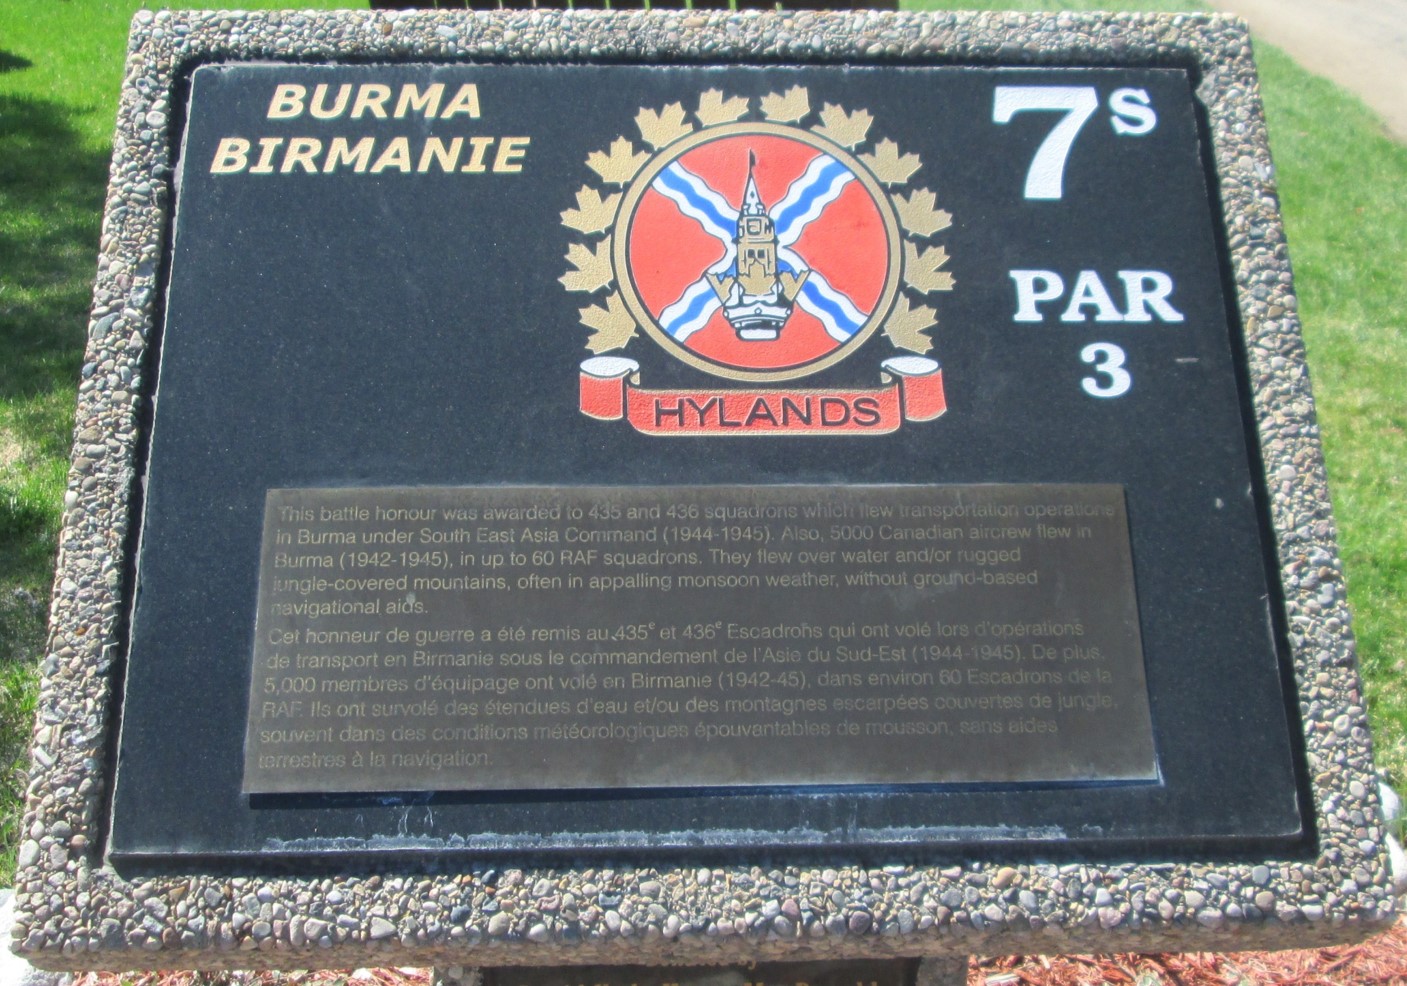 BURMA
BIRMANIE
7S
PAR
3
HYLANDS
This battle honour was awarded to 435 and 436 squadrons which flew transportation operations
in Burma under South East Asia Command (1944-1945). Also, 5000 Canadian aircrew flew in
Burma (1942-1945), in up to 60 RAF squadrons. They flew over water and/or rugged
jungle-covered mountains, often in appalling monsoon weather, without ground-based
navigational aids.
Cet honneur de guerre a été remis au 435e et 436e Escadrons qui ont volé lors d'opérations
de transport en Birmanie sous le commandement de l'Asie du Sud-Est (1944-1945). De plus,
5,000 membres d'équipage ont volé en Birmanie (1942-45), dans environ 60 Escadrons de la
RAF. Ils ont survolé des étendues d'eau et/ou des montagnes escarpées couvertes de jungle,
souvent dans des conditions météorologiques épouvantables de mousson, sans aides
terrestres à la navigation.